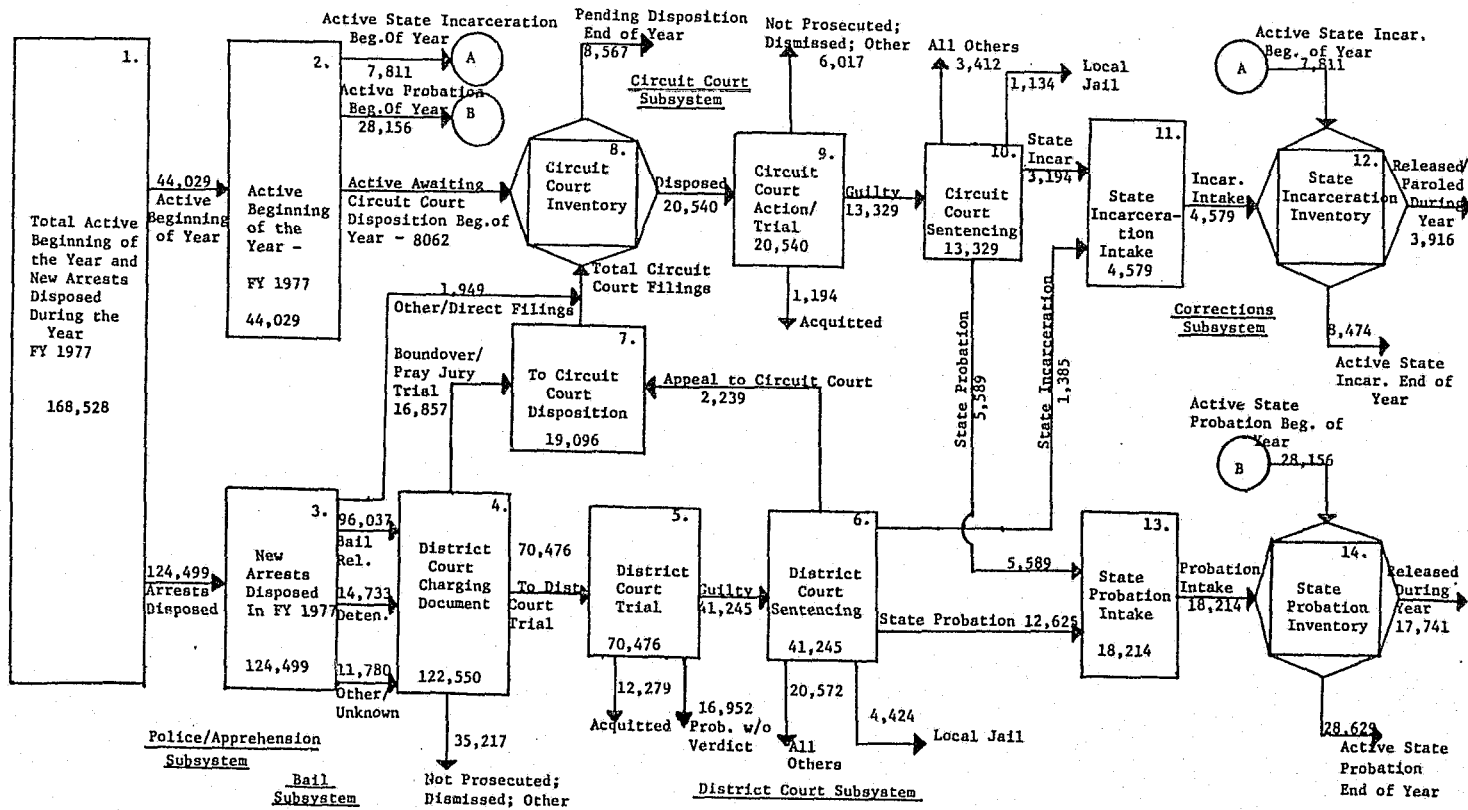 1.
Total Active
Beginning of
the Year and
New Arrests
Disposed
During the
Year
FY 1977
168,528
44,029
Active
Beginning
of Year
124,499
Arrests
Disposed
2.
Active
Beginning
of the
Year -
FY 1977
44,029
Active State Incarceration
Beg.Of Year
7,811
A
Active Probation
Beg.Of Year
28,156
B
Active Awaiting
Circuit Court
Disposition Beg.of
Year - 8062
3.
New
Arrests
Disposed
In FY 1977
124,499
1,949
Other/Direct Filings
96,037
Bail
Rel.
14,733
Deten.
11,780
Other/
Unknown
Police/Apprehension
Subsystem
Bail
Subsystem
4.
District
Court
Charging
Document
122,550
Boundover/
Pray Jury
Trial
16,857
35,217
Not Prosecuted;
Dismissed; Other
70,476
To Dist
Court
Trial
5.
District
Court
Trial
70,476
12,279
Acquitted
16,952
Prob. w/o
Verdict
Guilty
41,245
6.
District
Court
Sentencing
41,245
20,572
All
Others
4,424
Local Jail
District Court Subsystem
Appeal to Circuit Court
2,239
7.
To Circuit
Court
Disposition
19,096
Total Circuit
Court Filings
8.
Circuit
Court
Inventory
Pending Disposition
End of Year
8,567
Circuit Court
Subsystem
Disposed
20,540
9.
Circuit
Court
Action/
Trial
20,540
Not Prosecuted;
Dismissed; Other
6,017
1,194
Acquitted
Guilty
13,329
10.
Circuit
Court
Sentencing
13,329
All Others
3,412
1,134
Local
Jail
State
Incar.
3,194
State Probation
5,589
State Incarceration
1,385
5,589
State Probation 12,625
11.
State
Incarcera-
tion
Intake
4,579
Incar.
Intake
4,579
Active State Incar.
Beg. of Year
7,811
A
12.
State
Incarceration
Inventory
Released/
Paroled
During
Year
3,916
8,474
Active State
Incar. End of
Year
Corrections
Subsystem
13.
State
Probation
Intake
18,214
Probation
Intake
18,214
Active State
Probation Beg. of
Year
28,156
B
14.
State
Probation
Inventory
Released
During
Year
17,741
28,629
Active State
Probation
End of Year